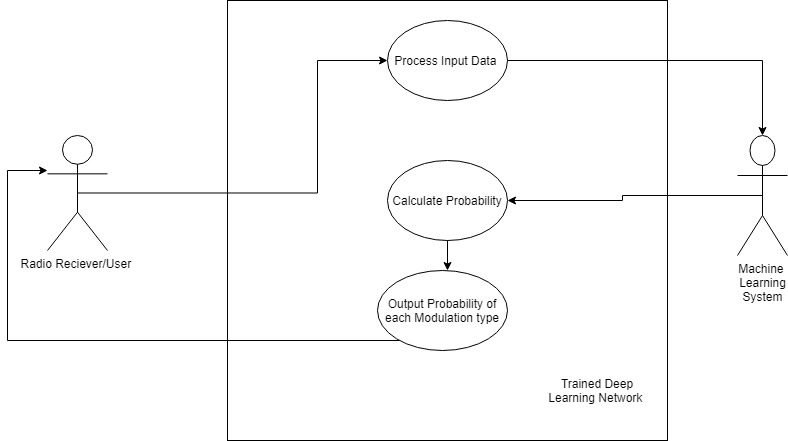 Process Input Data
Calculate Probability
Radio Reciever/User
Machine
Learning
System
Output Probability of
each Modulation type
Trained Deep
Learning Network